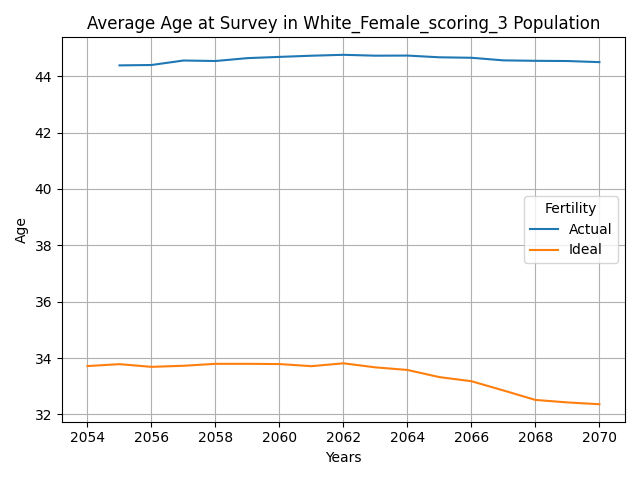 Average Age at Survey in White_Female_scoring_3 Population
Age
44
42
40
38
36
34
32
Fertility
Actual
Ideal
2054 2056 2058 2060 2062 2064 2066 2068 2070
Years